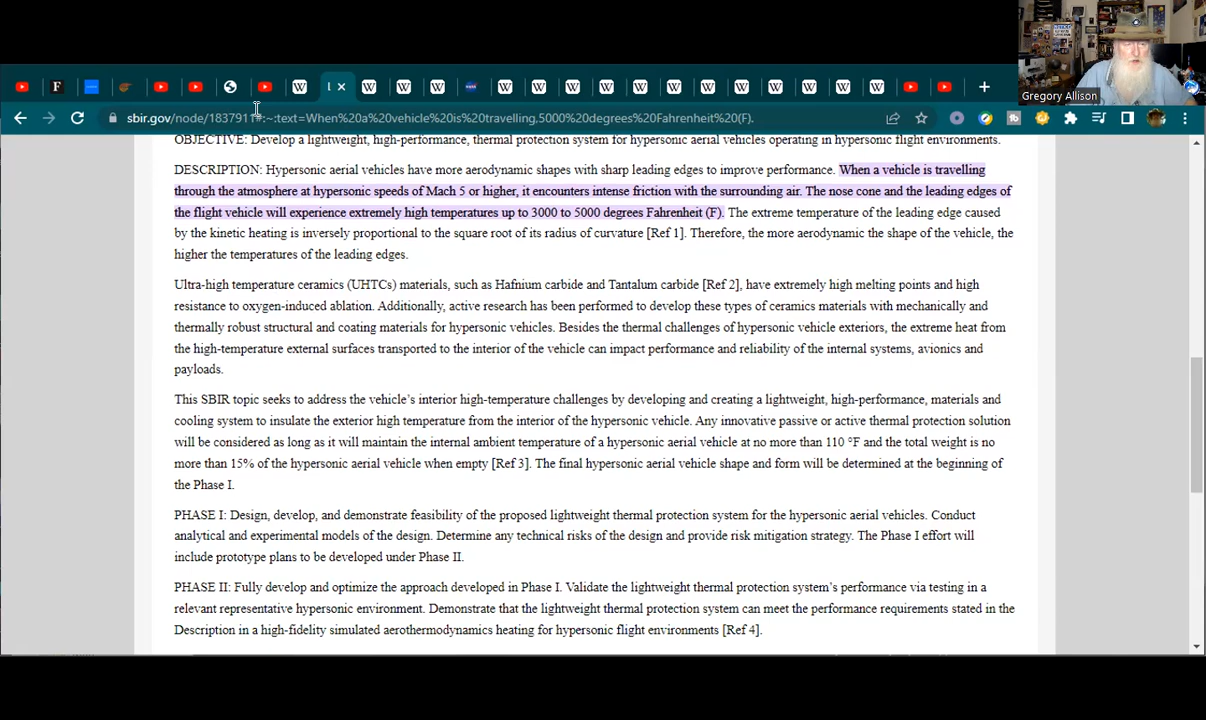 Gregory Allison
sbir.gov/node/1837911#:~:text=When%20a%20vehicle%20is%20travelling,5000%20degrees%20Fahrenheit%20(F).
OBJECTIVE: Develop a lightweight, high-performance, thermal protection system for hypersonic aerial vehicles operating in hypersonic flight environments.
DESCRIPTION: Hypersonic aerial vehicles have more aerodynamic shapes with sharp leading edges to improve performance. When a vehicle is travelling
through the atmosphere at hypersonic speeds of Mach 5 or higher, it encounters intense friction with the surrounding air. The nose cone and the leading edges of
the flight vehicle will experience extremely high temperatures up to 3000 to 5000 degrees Fahrenheit (F). The extreme temperature of the leading edge caused
by the kinetic heating is inversely proportional to the square root of its radius of curvature [Ref 1]. Therefore, the more aerodynamic the shape of the vehicle, the
higher the temperatures of the leading edges.
Ultra-high temperature ceramics (UHTCs) materials, such as Hafnium carbide and Tantalum carbide [Ref 2], have extremely high melting points and high
resistance to oxygen-induced ablation. Additionally, active research has been performed to develop these types of ceramics materials with mechanically and
thermally robust structural and coating materials for hypersonic vehicles. Besides the thermal challenges of hypersonic vehicle exteriors, the extreme heat from
the high-temperature external surfaces transported to the interior of the vehicle can impact performance and reliability of the internal systems, avionics and
payloads.
This SBIR topic seeks to address the vehicle's interior high-temperature challenges by developing and creating a lightweight, high-performance, materials and
cooling system to insulate the exterior high temperature from the interior of the hypersonic vehicle. Any innovative passive or active thermal protection solution
will be considered as long as it will maintain the internal ambient temperature of a hypersonic aerial vehicle at no more than 110 °F and the total weight is no
more than 15% of the hypersonic aerial vehicle when empty [Ref 3]. The final hypersonic aerial vehicle shape and form will be determined at the beginning of
the Phase I.
PHASE I: Design, develop, and demonstrate feasibility of the proposed lightweight thermal protection system for the hypersonic aerial vehicles. Conduct
analytical and experimental models of the design. Determine any technical risks of the design and provide risk mitigation strategy. The Phase I effort will
include prototype plans to be developed under Phase II.
PHASE II: Fully develop and optimize the approach developed in Phase I. Validate the lightweight thermal protection system's performance via testing in a
relevant representative hypersonic environment. Demonstrate that the lightweight thermal protection system can meet the performance requirements stated in the
Description in a high-fidelity simulated aerothermodynamics heating for hypersonic flight environments [Ref 4].